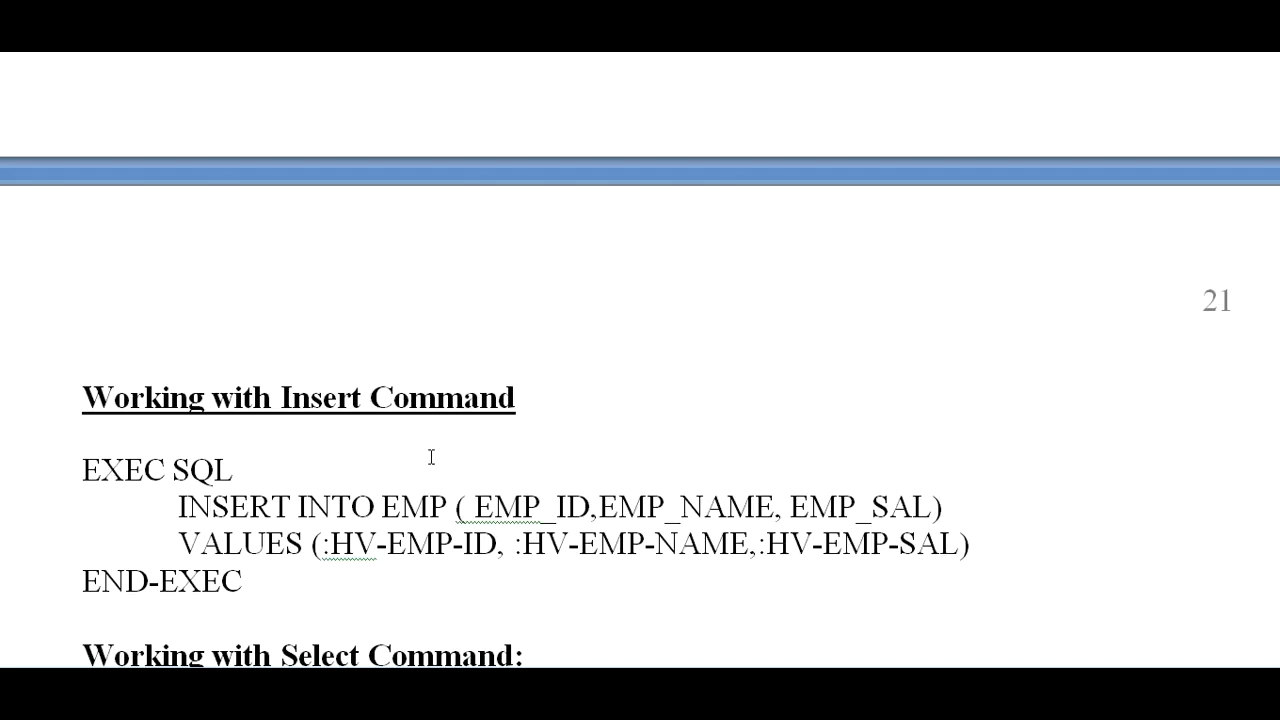 21
Working with Insert Command
EXEC SQL
INSERT INTO EMP ( EMP_ID,EMP_NAME, EMP_SAL)
VALUES (:HV-EMP-ID, :HV-EMP-NAME,:HV-EMP-SAL)
END-EXEC
Working with Select Command: